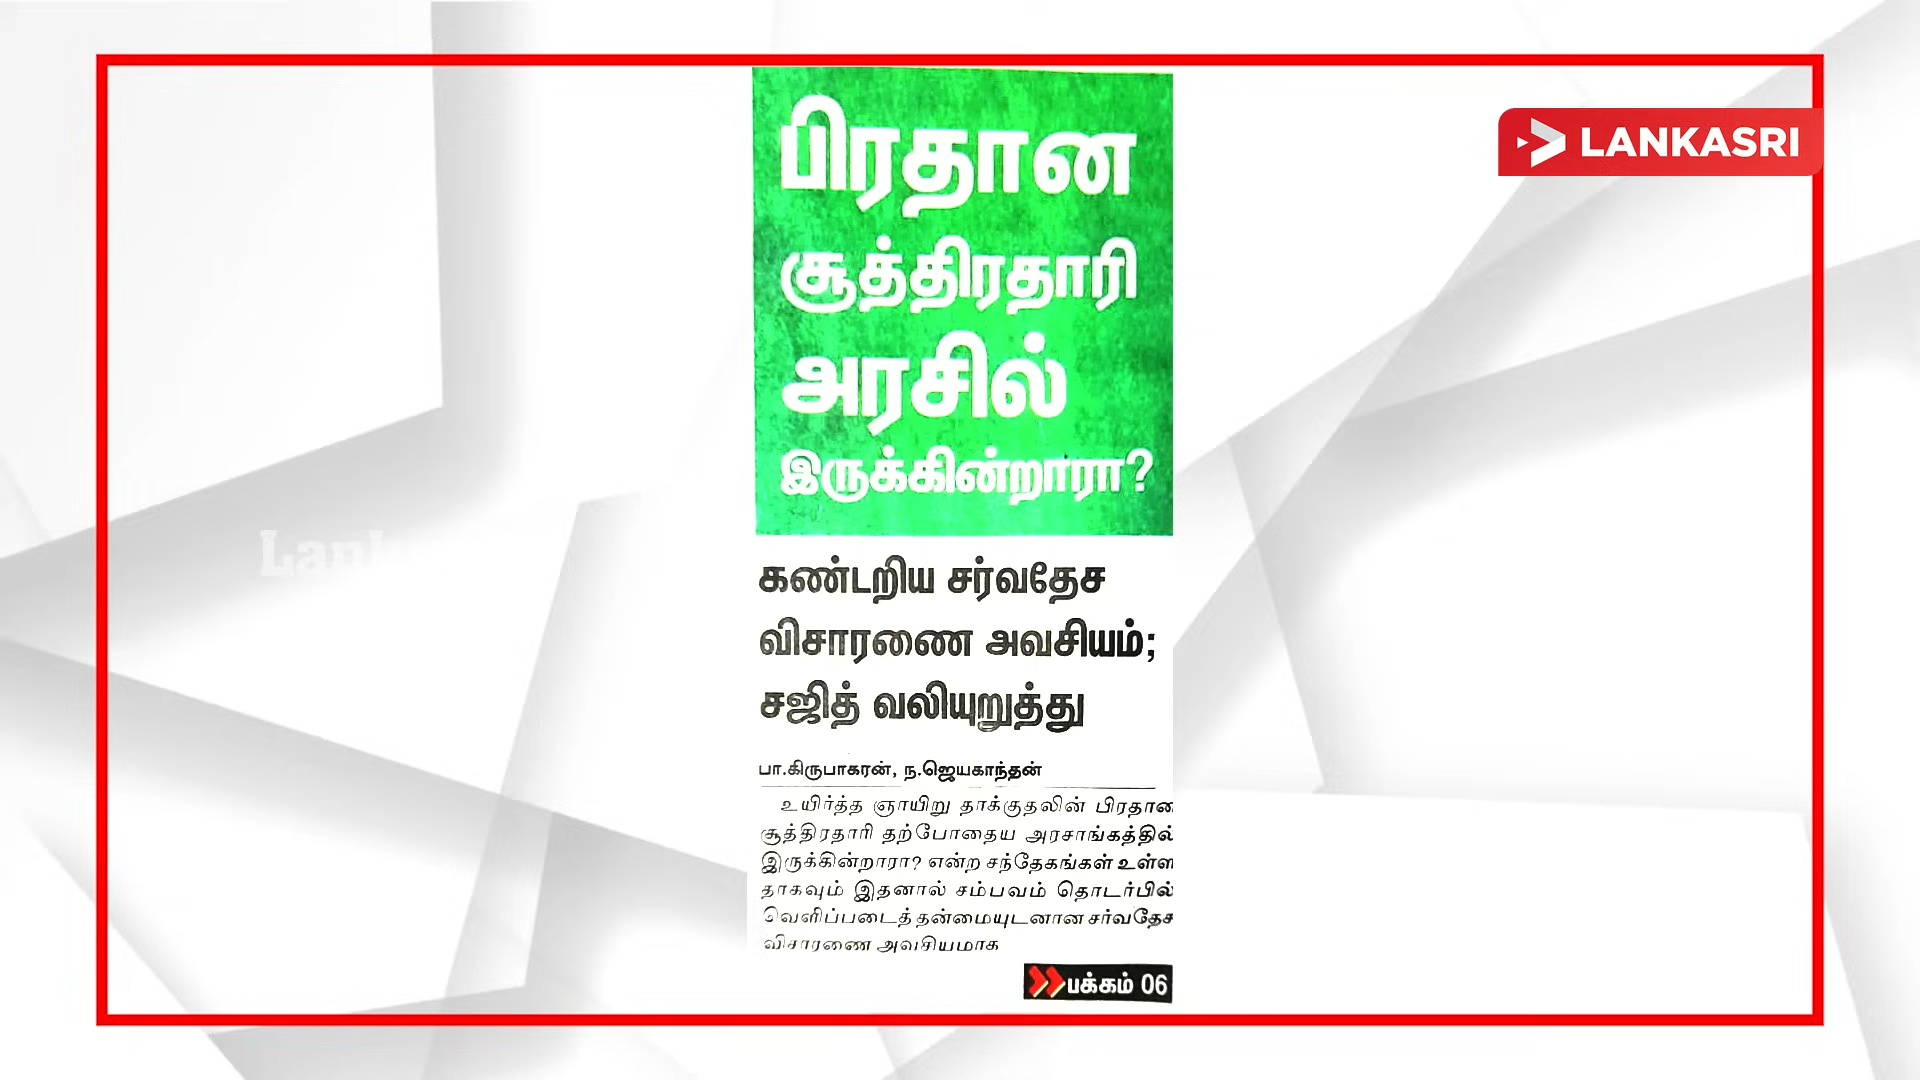 LANKASRI
பிரதான
சூத்திரதாரி
அரசில்
இருக்கின்றாரா?
கண்டறிய சர்வதேச
விசாரணை அவசியம்;
சஜித் வலியுறுத்து
பா.கிருபாகரன், ந.ஜெயகாந்தன்
உயிர்த்த ஞாயிறு தாக்குதலின் பிரதான
சூத்திரதாரி தற்போதைய அரசாங்கத்தில்
இருக்கின்றாரா? என்ற சந்தேகங்கள் உள்ள
தாகவும் இதனால் சம்பவம் தொடர்பில்
வெளிப்படைத் தன்மையுடனான சர்வதேச
விசாரணை அவசியமாக
பக்கம் 06